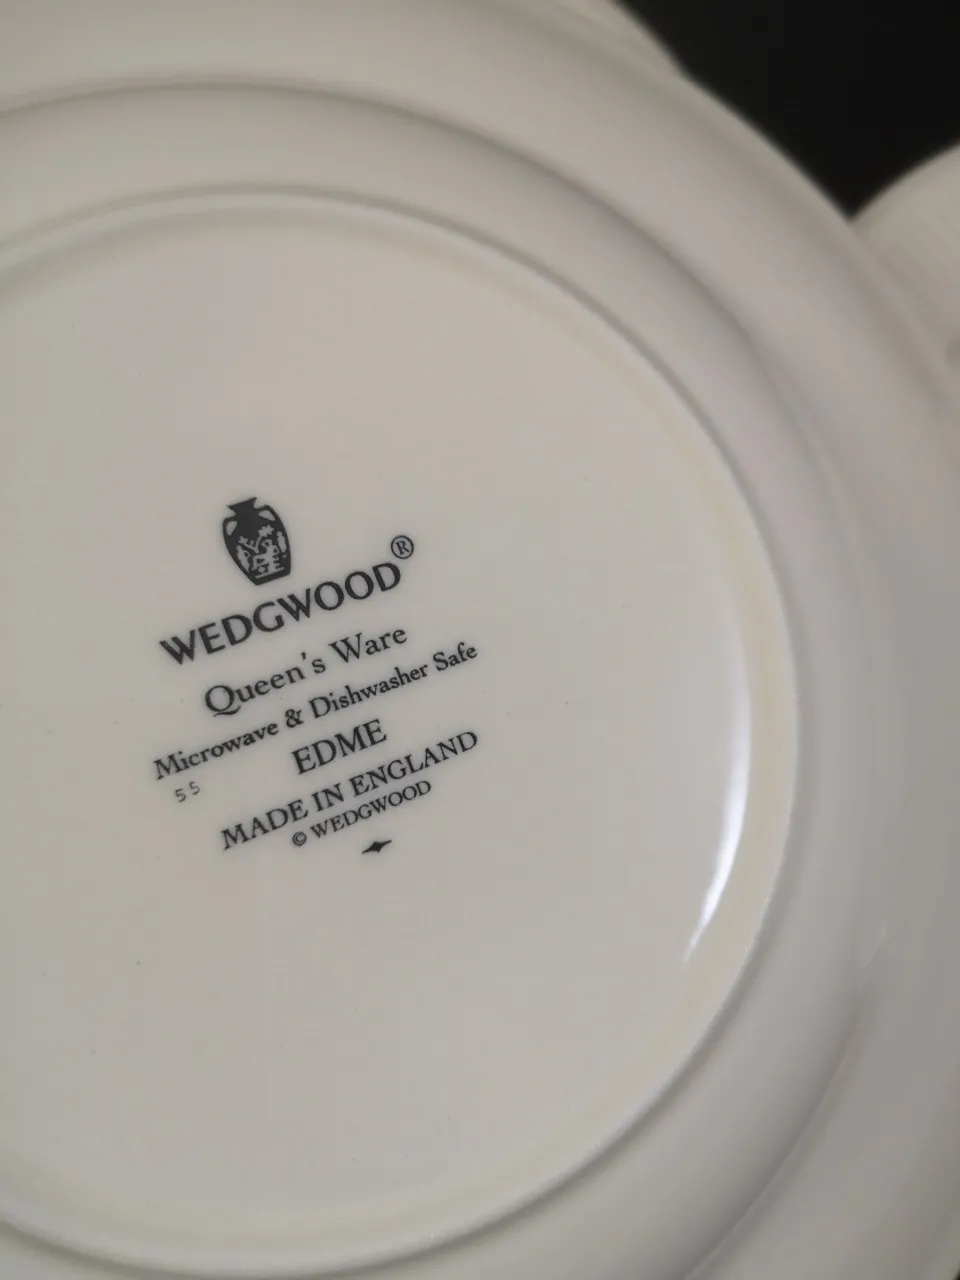 WEDGWOOD®
Queen's Ware
Microwave & Dishwasher Safe
EDME
55
MADE IN ENGLAND
© WEDGWOOD